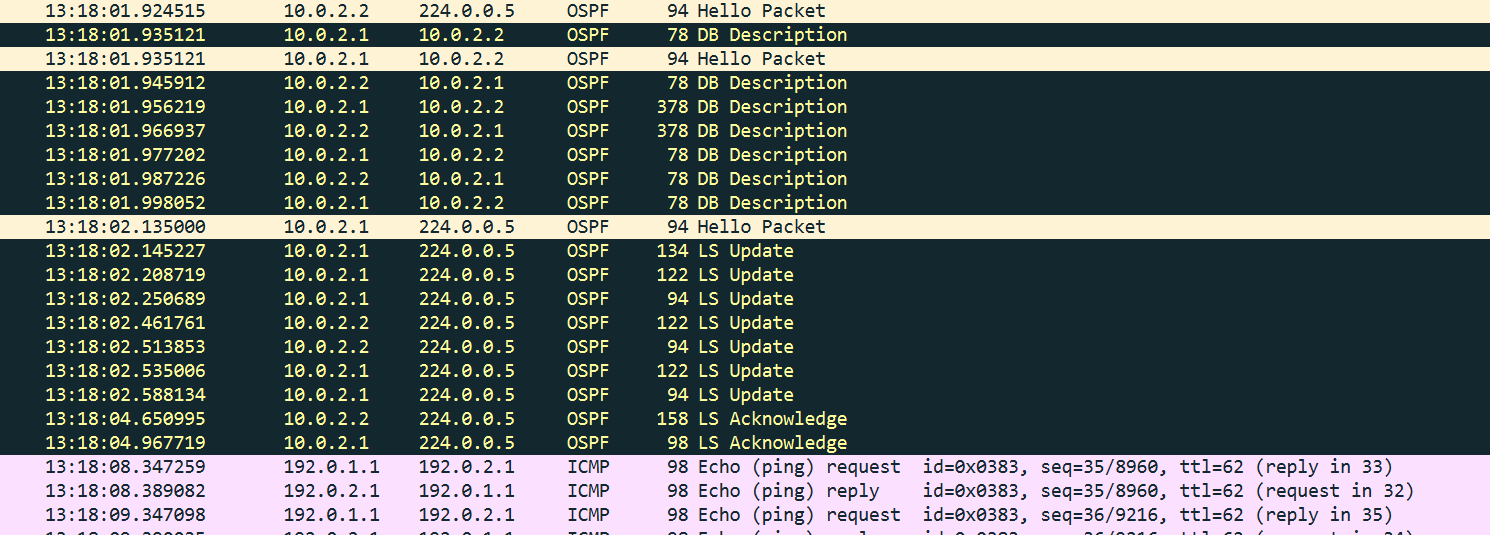 13:18:01.924515 10.0.2.2 224.0.0.5 OSPF 94 Hello Packet
13:18:01.935121 10.0.2.1 10.0.2.2 OSPF 78 DB Description
13:18:01.935121 10.0.2.1 10.0.2.2 OSPF 94 Hello Packet
13:18:01.945912 10.0.2.2 10.0.2.1 OSPF 78 DB Description
13:18:01.956219 10.0.2.1 10.0.2.2 OSPF 378 DB Description
13:18:01.966937 10.0.2.2 10.0.2.1 OSPF 378 DB Description
13:18:01.977202 10.0.2.1 10.0.2.2 OSPF 78 DB Description
13:18:01.987226 10.0.2.2 10.0.2.1 OSPF 78 DB Description
13:18:01.998052 10.0.2.1 10.0.2.2 OSPF 78 DB Description
13:18:02.135000 10.0.2.1 224.0.0.5 OSPF 94 Hello Packet
13:18:02.145227 10.0.2.1 224.0.0.5 OSPF 134 LS Update
13:18:02.208719 10.0.2.1 224.0.0.5 OSPF 122 LS Update
13:18:02.250689 10.0.2.1 224.0.0.5 OSPF 94 LS Update
13:18:02.461761 10.0.2.2 224.0.0.5 OSPF 122 LS Update
13:18:02.513853 10.0.2.2 224.0.0.5 OSPF 94 LS Update
13:18:02.535006 10.0.2.1 224.0.0.5 OSPF 122 LS Update
13:18:02.588134 10.0.2.1 224.0.0.5 OSPF 94 LS Update
13:18:04.650995 10.0.2.2 224.0.0.5 OSPF 158 LS Acknowledge
13:18:04.967719 10.0.2.1 224.0.0.5 OSPF 98 LS Acknowledge
13:18:08.347259 192.0.1.1 192.0.2.1 ICMP 98 Echo (ping) request id=0x0383, seq=35/8960, ttl=62 (reply in 33)
13:18:08.389082 192.0.2.1 192.0.1.1 ICMP 98 Echo (ping) reply id=0x0383, seq=35/8960, ttl=62 (request in 32)
13:18:09.347098 192.0.1.1 192.0.2.1 ICMP 98 Echo (ping) request id=0x0383, seq=36/9216, ttl=62 (reply in 35)